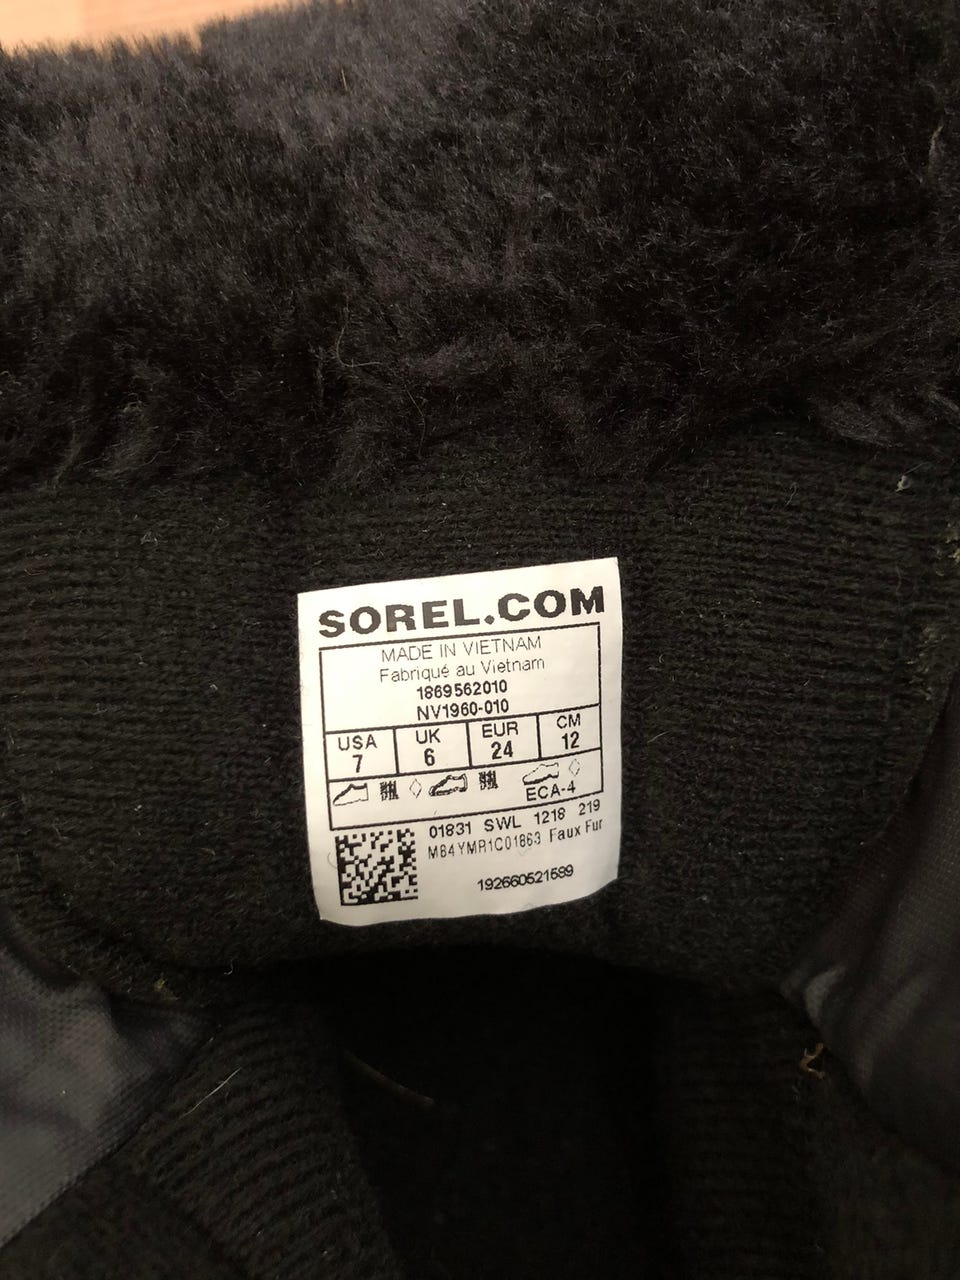 SOREL.COM
MADE IN VIETNAM
Fabriqué au Vietnam
1869562010
NV1960-010
USA UK EUR CM
7 6 24 12
ECA-4
01831 SWL 1218 219
M84YMR1C01863 Faux Fur
192660521589